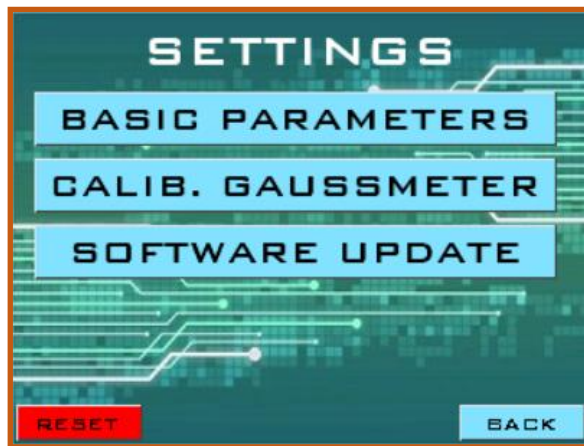 SETTINGS
BASIC PARAMETERS
CALIB. GAUSSMETER
SOFTWARE UPDATE
RESET
BACK